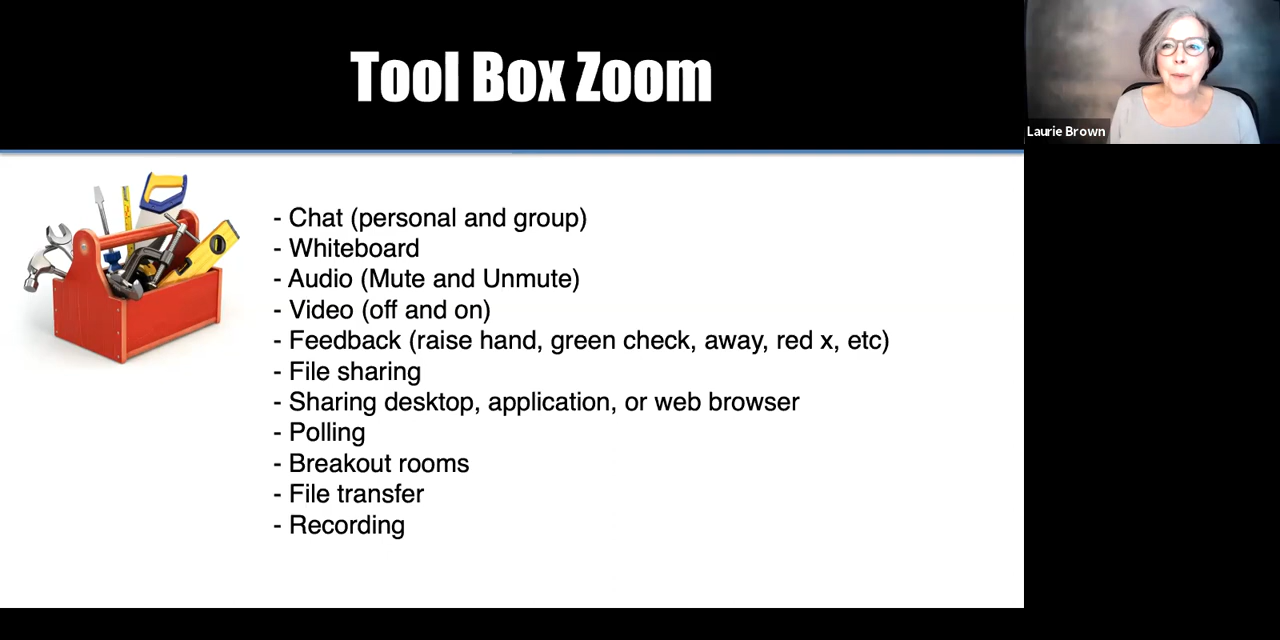 Tool Box Zoom
Laurie Brown
- Chat (personal and group)
- Whiteboard
- Audio (Mute and Unmute)
- Video (off and on)
- Feedback (raise hand, green check, away, red x, etc)
- File sharing
- Sharing desktop, application, or web browser
- Polling
- Breakout rooms
- File transfer
- Recording